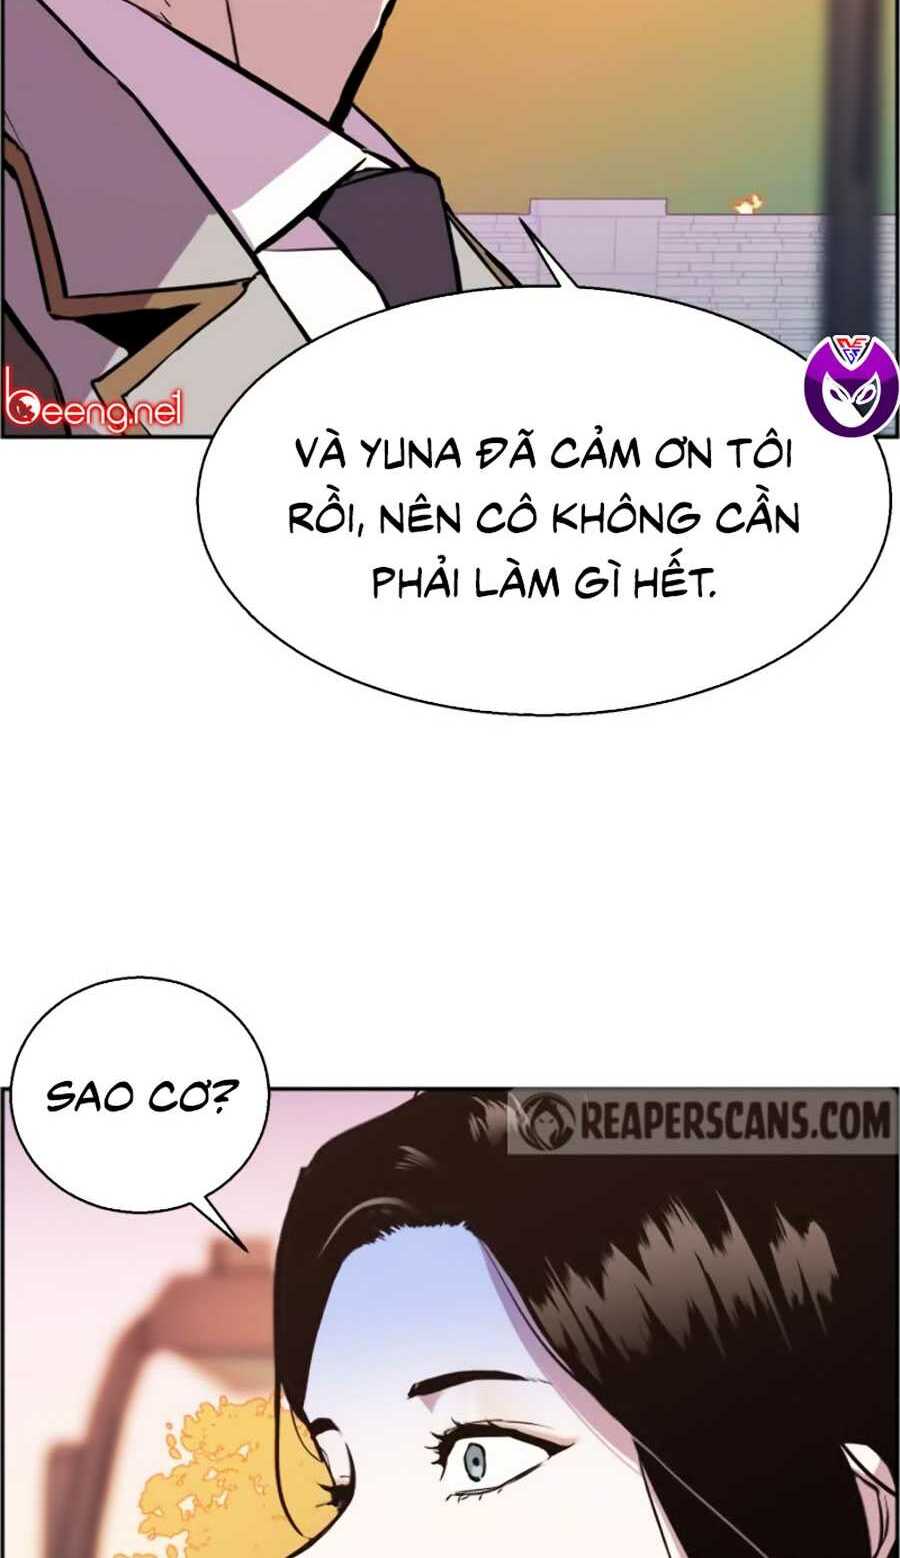 beeng.net
VÀ YUNA ĐÃ CẢM ƠN TÔI
RỒI, NÊN CÔ KHÔNG CẦN
PHẢI LÀM GÌ HẾT.
SAO CƠ?
REAPERSCANS.COM